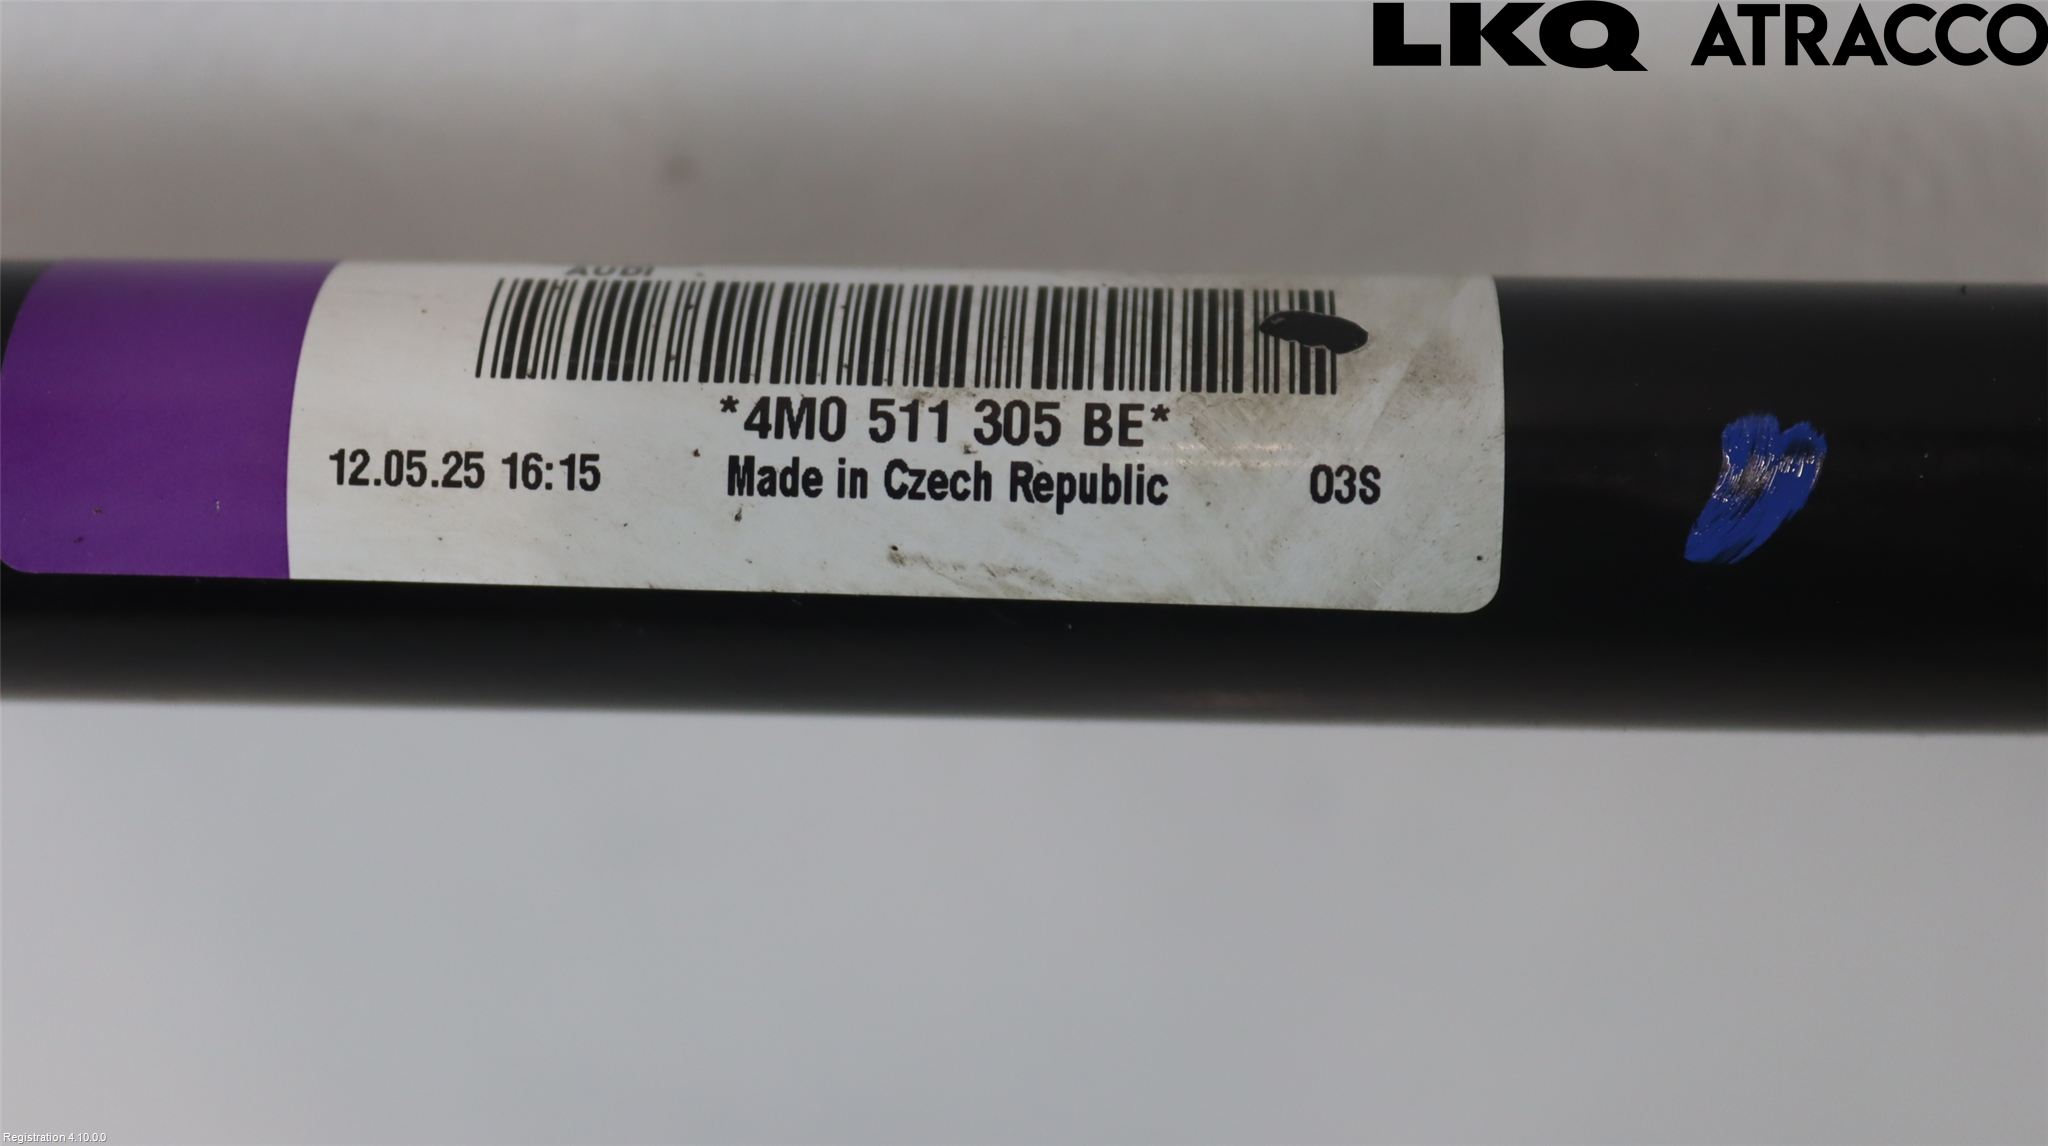 LKQ ATRACCO
AUDI
*4M0 511 305 BE*
12.05.25 16:15 Made in Czech Republic 03S
Registration 4.10.0.0